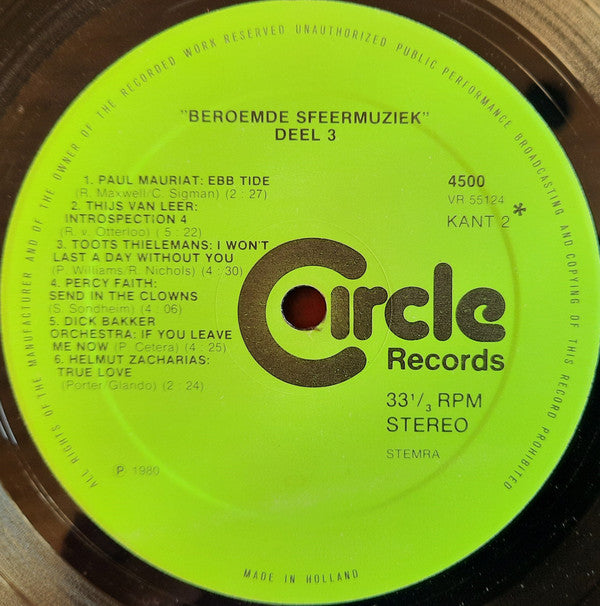 ALL RIGHTS OF THE MANUFACTURER AND OF THE OWNER OF THE RECORDED WORK RESERVED UNAUTHORIZED PUBLIC PERFORMANCE BROADCASTING AND COPYING OF THIS RECORD PROHIBITED
"BEROEMDE SFEERMUZIEK"
DEEL 3
1. PAUL MAURIAT: EBB TIDE
(R. Maxwell/C. Sigman) (2 : 27)
2. THIJS VAN LEER:
INTROSPECTION 4
(R. v. Otterloo) (5 : 22)
3. TOOTS THIELEMANS: I WON'T
LAST A DAY WITHOUT YOU
(P. Williams/R. Nichols) (4 : 30)
4. PERCY FAITH:
SEND IN THE CLOWNS
(S. Sondheim) (4 : 06)
5. DICK BAKKER
ORCHESTRA: IF YOU LEAVE
ME NOW (P. Cetera) (4 : 25)
6. HELMUT ZACHARIAS:
TRUE LOVE
(Porter/Glando) (2 : 24)
4500
VR 55124
KANT 2*
Circle
Records
33 1/3 RPM
STEREO
STEMRA
P. 1980
MADE IN HOLLAND